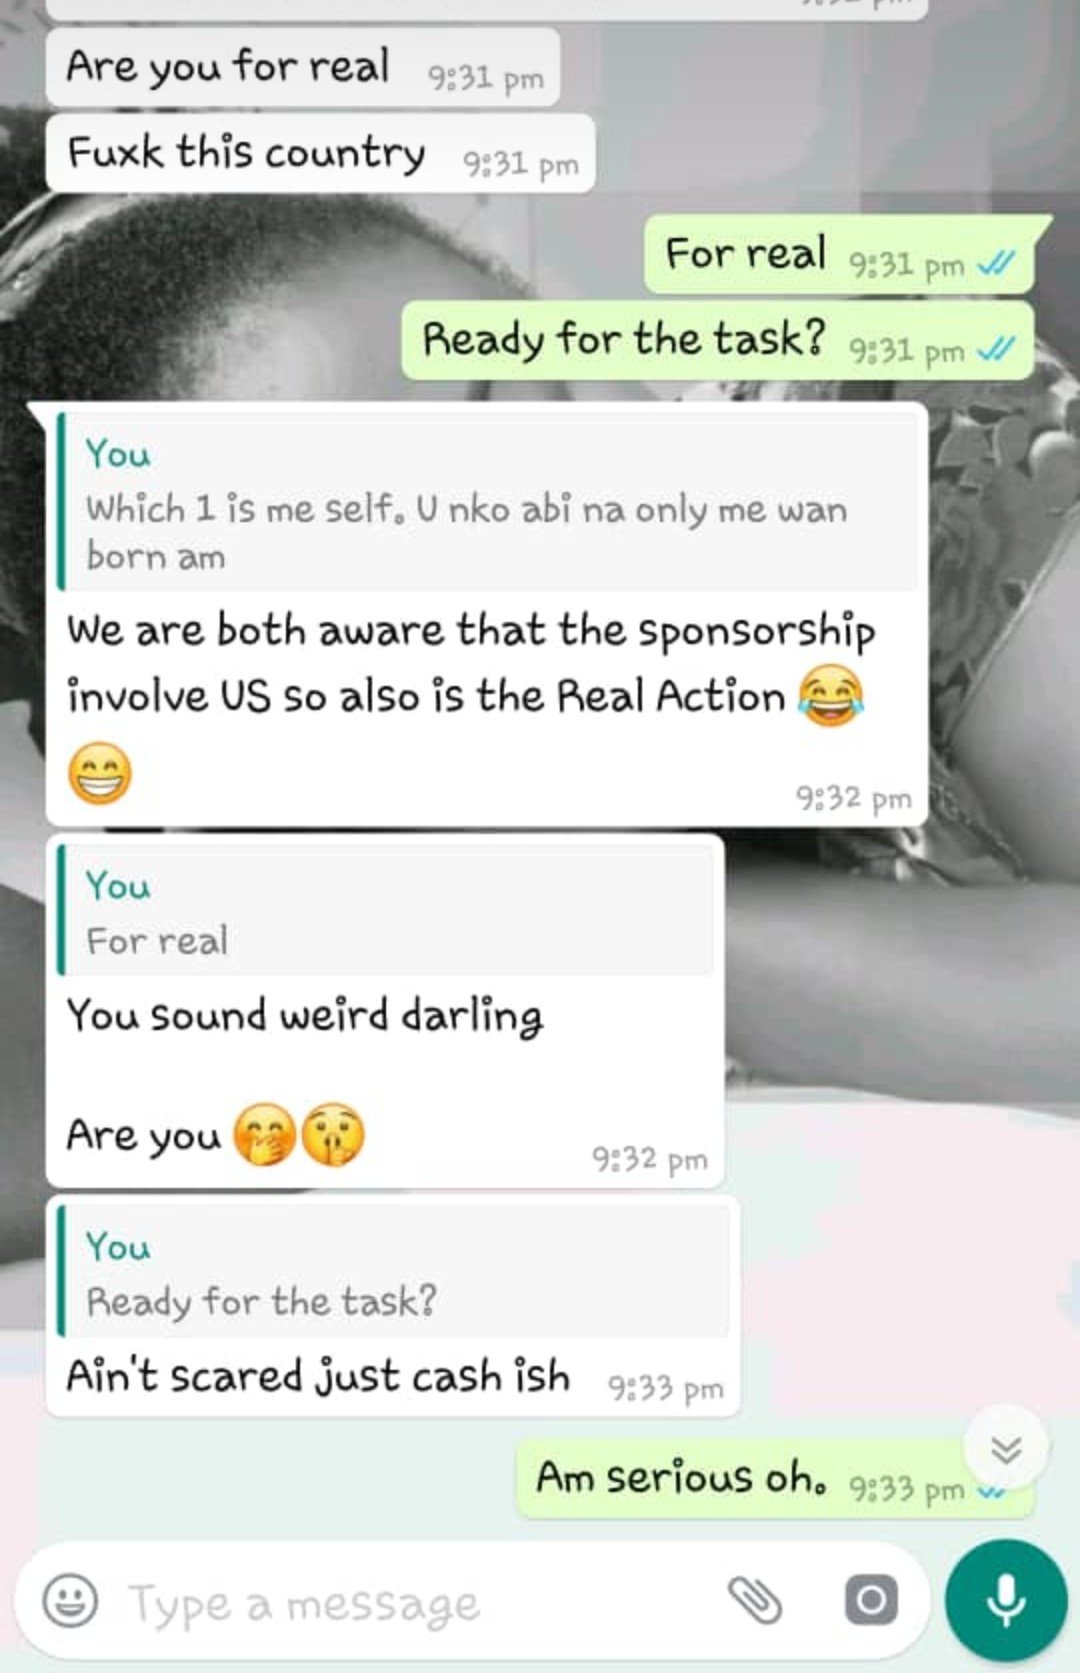 Are you for real 9:31 pm
Fuxk this country 9:31 pm
For real 9:31 pm
Ready for the task? 9:31 pm
You
Which 1 is me self. U nko abi na only me wan
born am
We are both aware that the sponsorship
involve US so also is the Real Action 😂
😁
9:32 pm
You
For real
You sound weird darling
Are you 🤭🤫
9:32 pm
You
Ready for the task?
Ain't scared just cash ish 9:33 pm
Am serious oh. 9:33 pm
Type a message